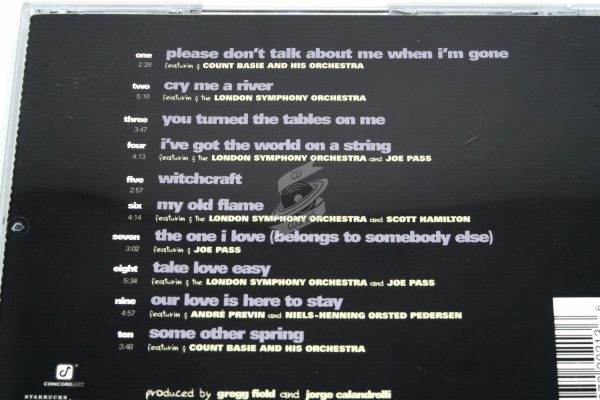 one please don't talk about me when i'm gone
2:28 featuring COUNT BASIE AND HIS ORCHESTRA
two cry me a river
5:10 featuring the LONDON SYMPHONY ORCHESTRA
three you turned the tables on me
3:47
four i've got the world on a string
4:13 featuring the LONDON SYMPHONY ORCHESTRA and JOE PASS
five witchcraft
2:57
six my old flame
4:14 featuring the LONDON SYMPHONY ORCHESTRA and SCOTT HAMILTON
seven the one i love (belongs to somebody else)
3:02 featuring JOE PASS
eight take love easy
5:34 featuring the LONDON SYMPHONY ORCHESTRA and JOE PASS
nine our love is here to stay
4:57 featuring ANDRÉ PREVIN and NIELS-HENNING ORSTED PEDERSEN
ten some other spring
3:48 featuring COUNT BASIE AND HIS ORCHESTRA
produced by gregg field and jorge calandrelli
CONCORD JAZZ
STARBUCKS
CD